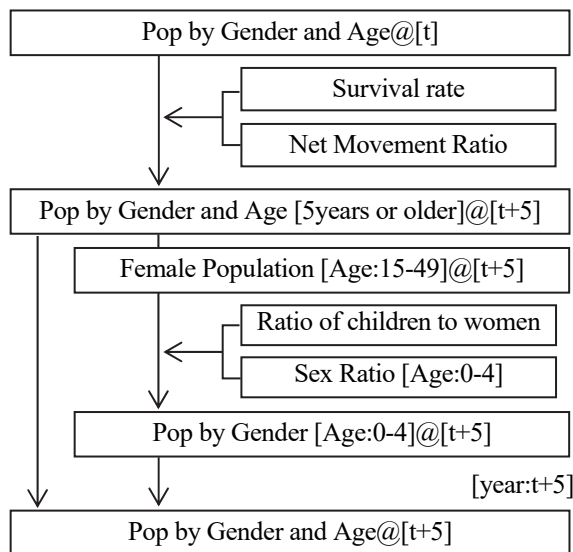 Pop by Gender and Age@[t]
Survival rate
Net Movement Ratio
Pop by Gender and Age [5years or older]@[t+5]
Female Population [Age:15-49]@[t+5]
Ratio of children to women
Sex Ratio [Age:0-4]
Pop by Gender [Age:0-4]@[t+5]
[year:t+5]
Pop by Gender and Age@[t+5]